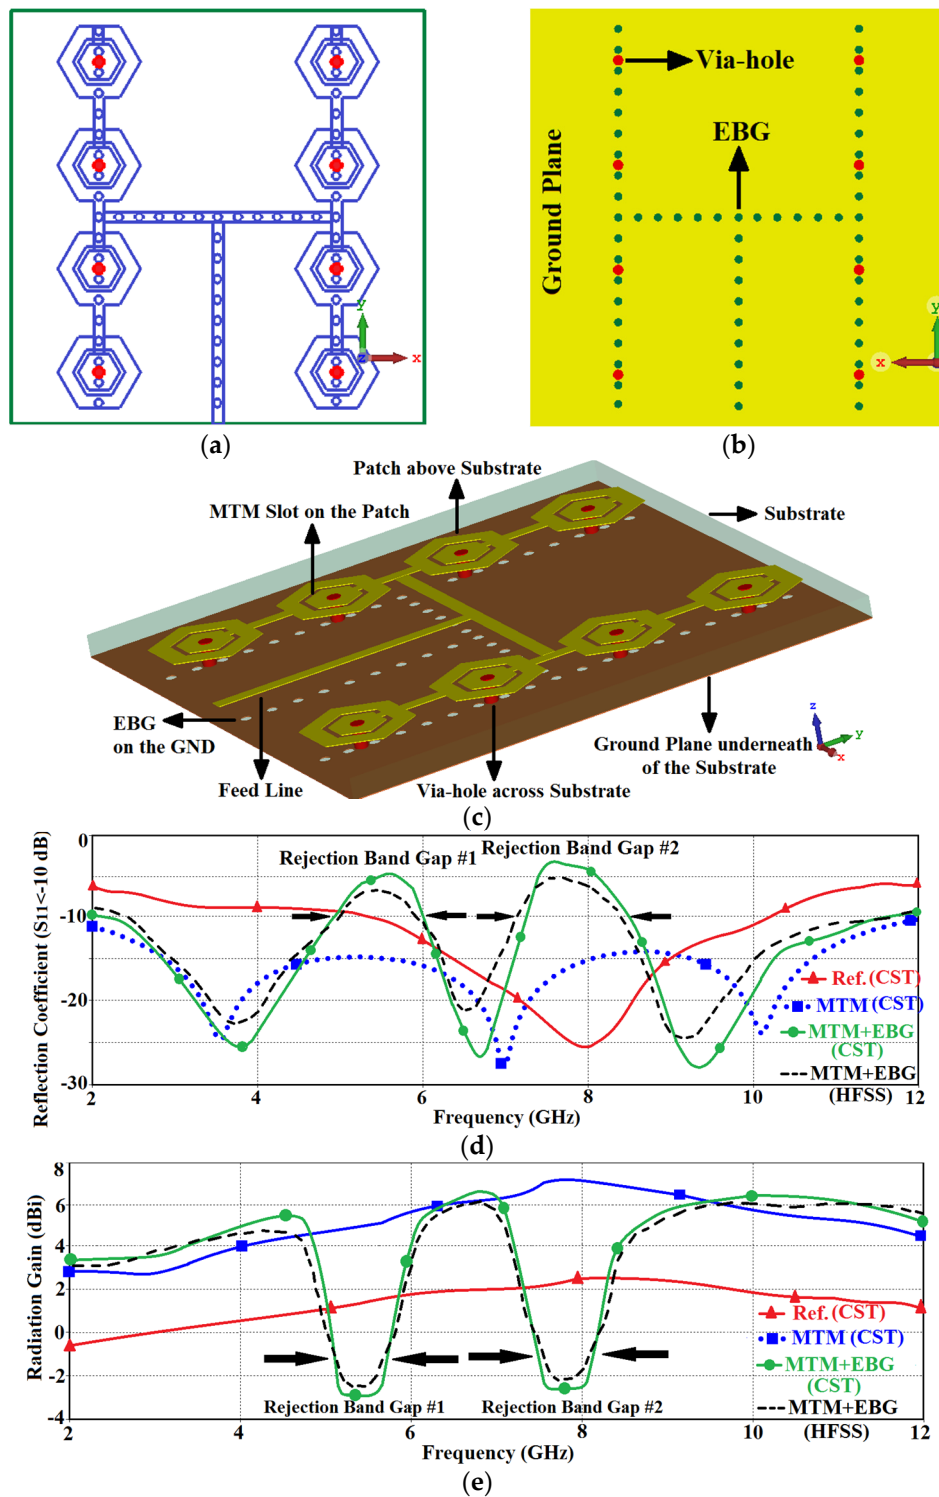 y
z
x
(a)
Via-hole
EBG
Ground Plane
y
x
(b)
Patch above Substrate
MTM Slot on the Patch
Substrate
EBG
on the GND
Feed Line
Via-hole across Substrate
Ground Plane underneath
of the Substrate
z
y
x
(c)
Reflection Coefficient (S11<-10 dB)
0
-10
-20
-30
Rejection Band Gap #1
Rejection Band Gap #2
Ref.(CST)
MTM (CST)
MTM+EBG
(CST)
MTM+EBG
(HFSS)
2
4
6
8
10
12
Frequency (GHz)
(d)
Radiation Gain (dBi)
8
6
4
2
0
-2
-4
Ref.(CST)
MTM (CST)
MTM+EBG
(CST)
MTM+EBG
(HFSS)
Rejection Band Gap #1
Rejection Band Gap #2
2
4
6
8
10
12
Frequency (GHz)
(e)